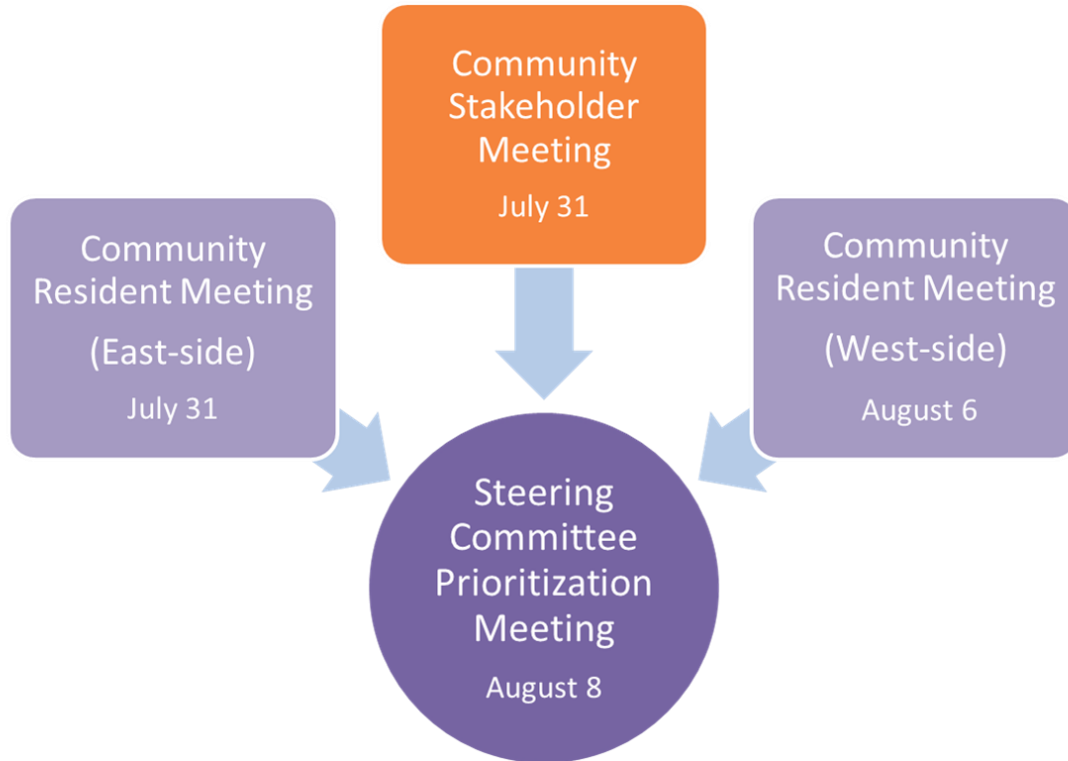 Community
Stakeholder
Meeting
July 31
Community
Resident Meeting
(East-side)
July 31
Community
Resident Meeting
(West-side)
August 6
Steering
Committee
Prioritization
Meeting
August 8